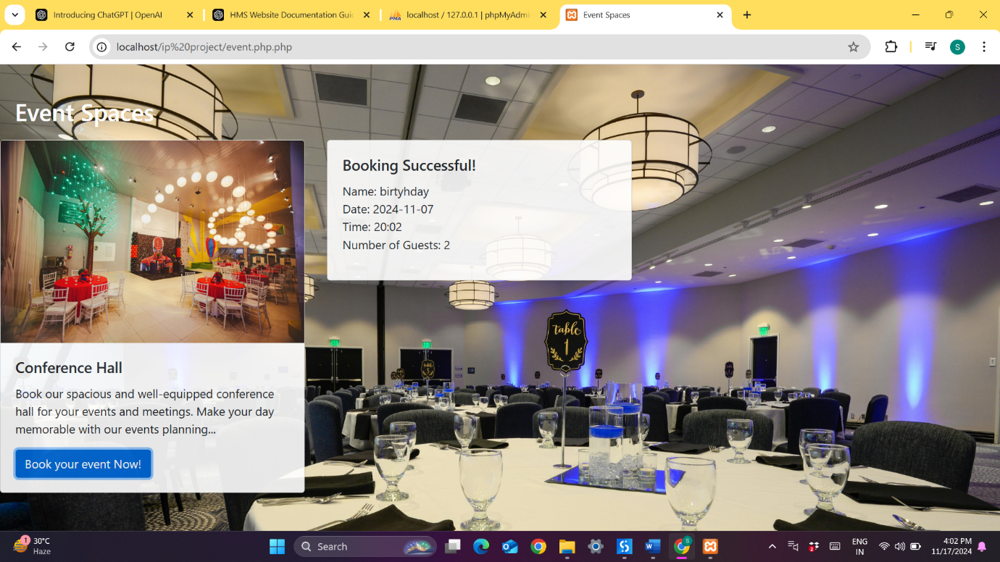 Introducing ChatGPT | OpenAI
HMS Website Documentation Gui
localhost / 127.0.0.1 | phpMyAdmi
Event Spaces
localhost/ip%20project/event.php.php
S
Event Spaces
Booking Successful!
Name: birtyhday
Date: 2024-11-07
Time: 20:02
Number of Guests: 2
table
1
Conference Hall
Book our spacious and well-equipped conference
hall for your events and meetings. Make your day
memorable with our events planning...
Book your event Now!
1
30°C
Haze
Search
ENG
IN
4:02 PM
11/17/2024